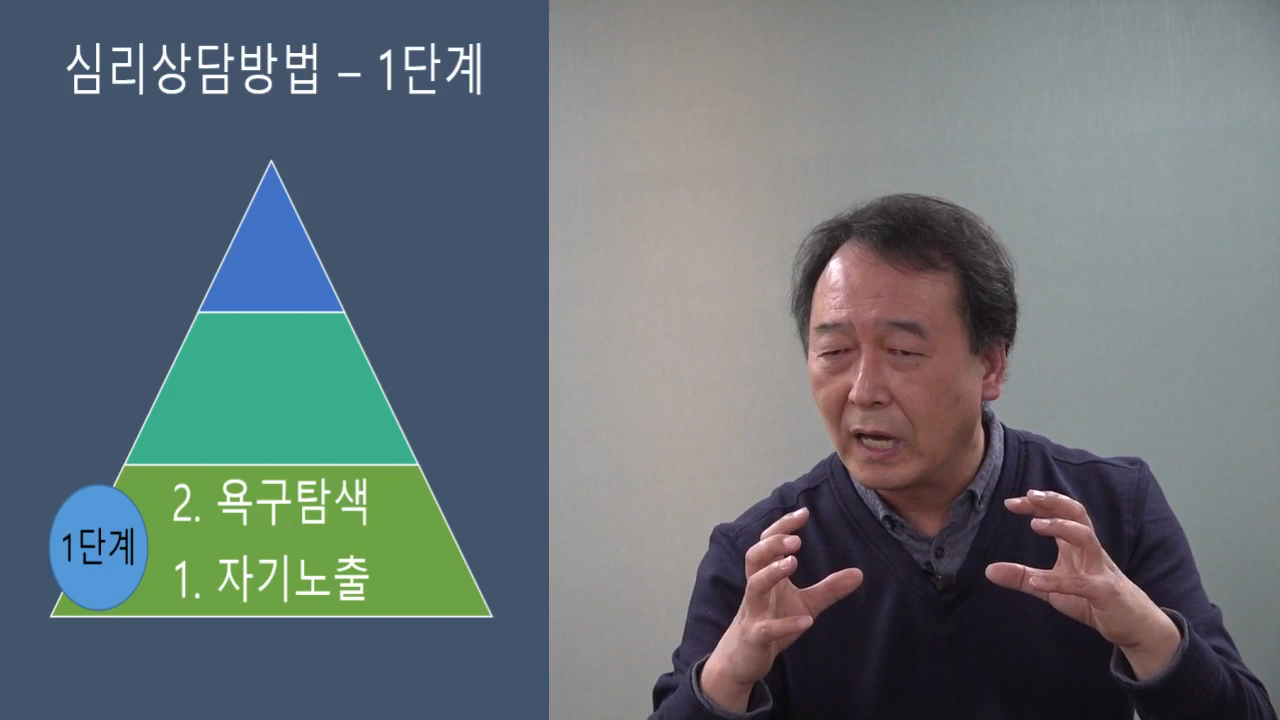 심리상담방법 – 1단계
2. 욕구탐색
1단계
1. 자기노출